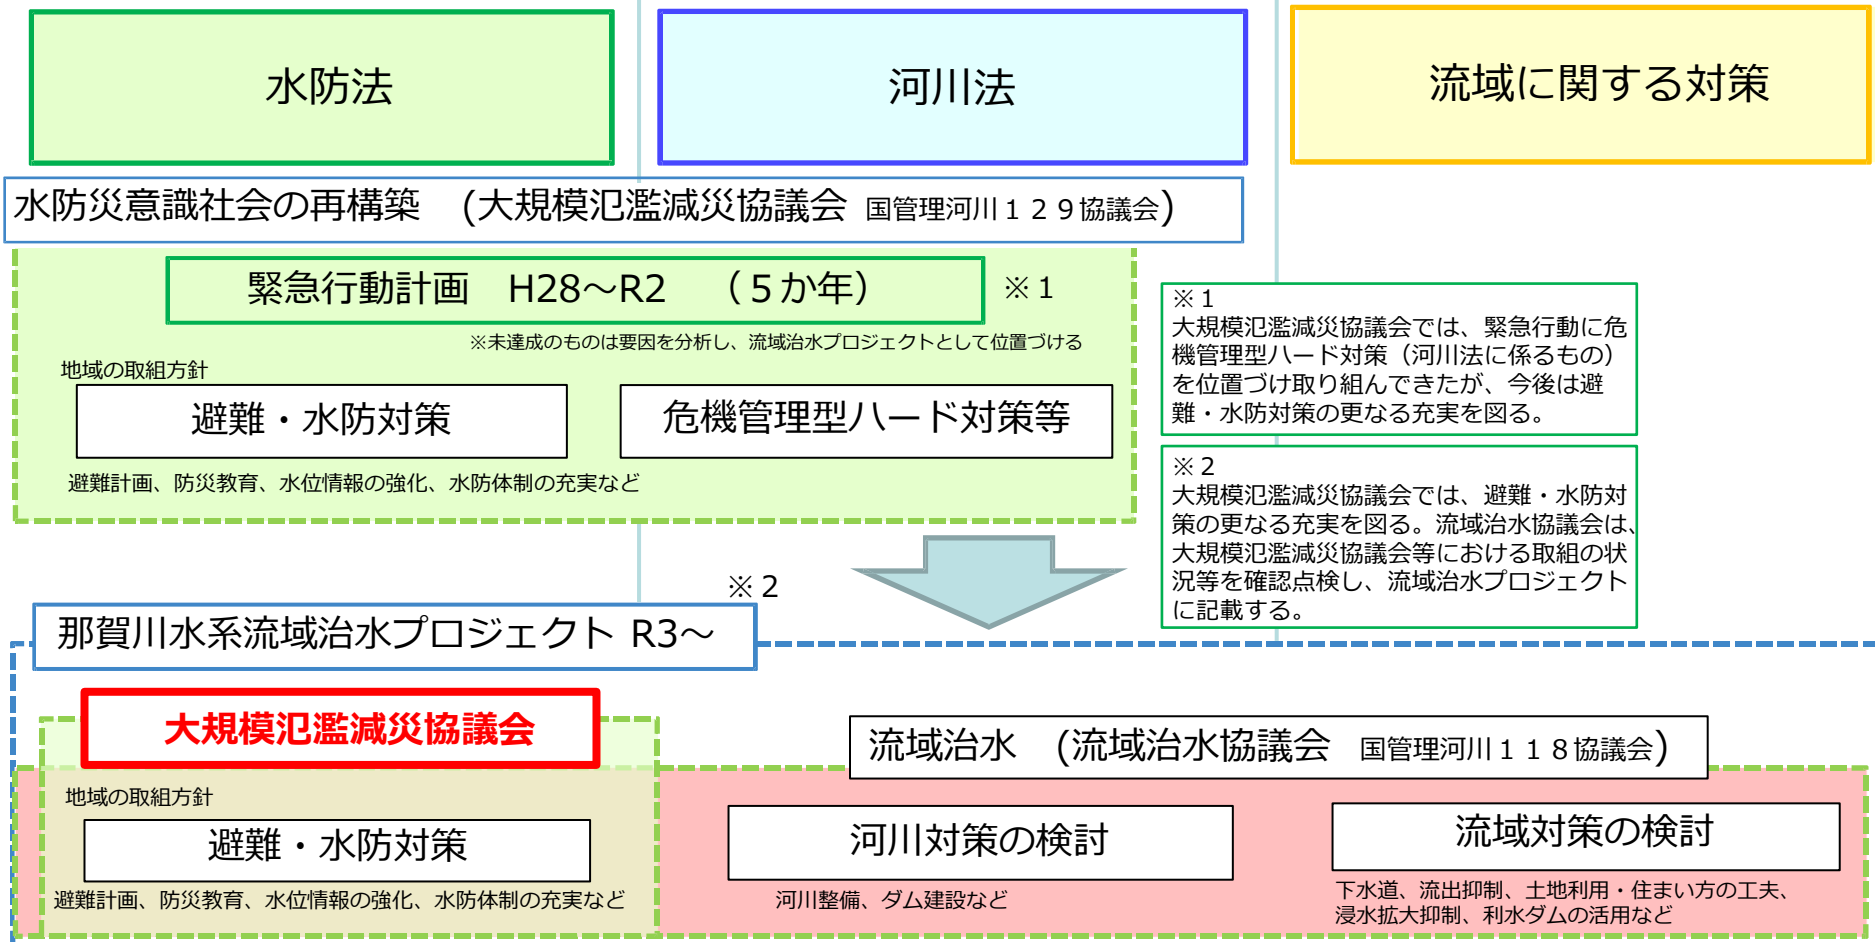 水防法
河川法
流域に関する対策
水防災意識社会の再構築 (大規模氾濫減災協議会 国管理河川１２９協議会)
緊急行動計画 H28～R2 （５か年）
※１
※未達成のものは要因を分析し、流域治水プロジェクトとして位置づける
地域の取組方針
避難・水防対策
危機管理型ハード対策等
避難計画、防災教育、水位情報の強化、水防体制の充実など
※１
大規模氾濫減災協議会では、緊急行動に危
機管理型ハード対策（河川法に係るもの）
を位置づけ取り組んできたが、今後は避
難・水防対策の更なる充実を図る。
※２
大規模氾濫減災協議会では、避難・水防対
策の更なる充実を図る。流域治水協議会は、
大規模氾濫減災協議会等における取組の状
況等を確認点検し、流域治水プロジェクト
に記載する。
※２
那賀川水系流域治水プロジェクト R3～
大規模氾濫減災協議会
流域治水 (流域治水協議会 国管理河川１１８協議会)
地域の取組方針
避難・水防対策
河川対策の検討
流域対策の検討
避難計画、防災教育、水位情報の強化、水防体制の充実など
河川整備、ダム建設など
下水道、流出抑制、土地利用・住まい方の工夫、
浸水拡大抑制、利水ダムの活用など